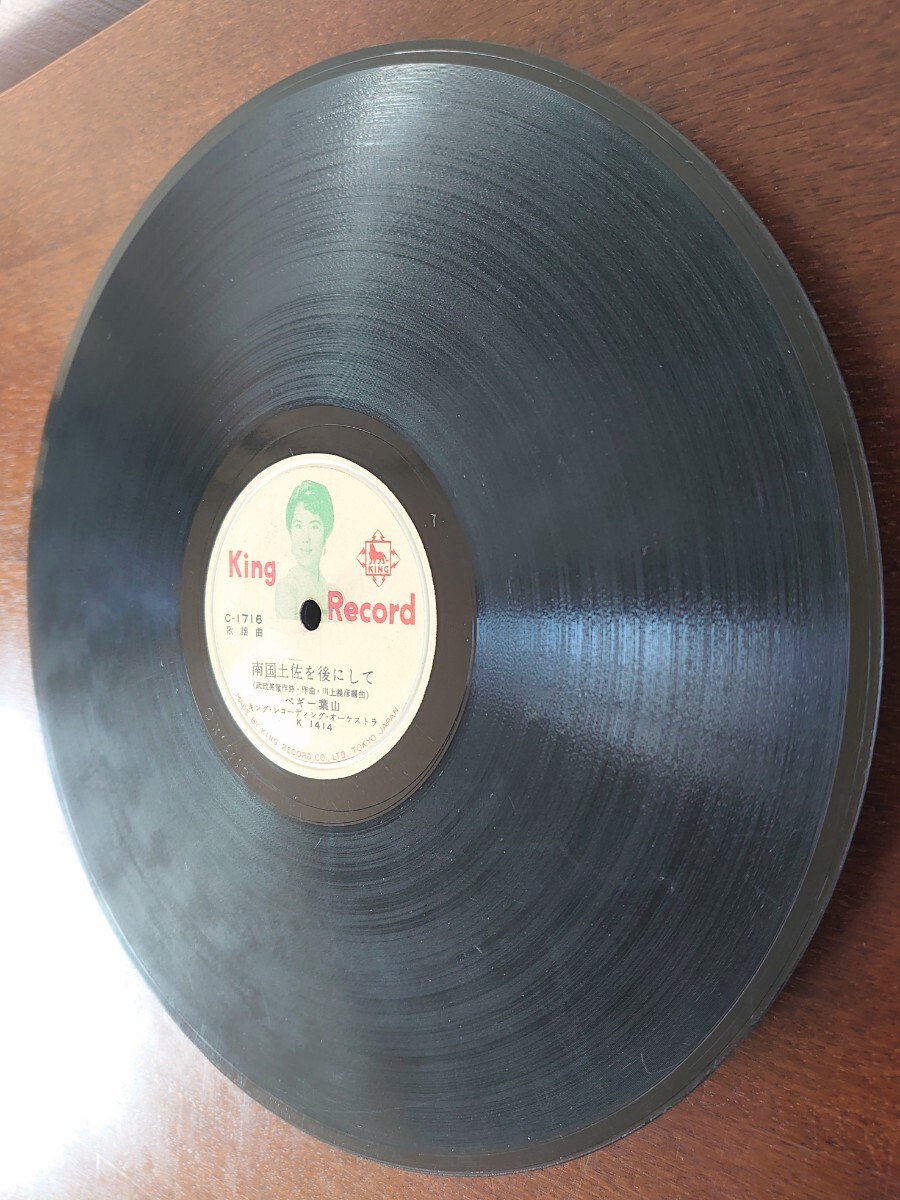 King
KING
Record
C-1716
歌謡曲
南国土佐を後にして
(武政英策作詩・作曲・川上義彦編曲)
ペギー葉山
キング・レコーディング・オーケストラ
K 1414
MADE BY KING RECORD CO., LTD. TOKYO JAPAN